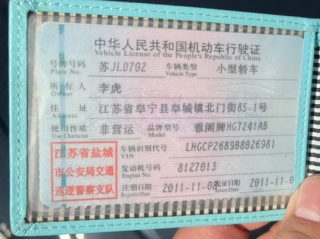 中华人民共和国机动车行驶证
Vehicle License of the People's Republic of China
号牌号码 苏J1.0702 车辆类型 小型轿车
Plate No. Vehicle Type
所有人 李虎
Owner
住址 江苏省阜宁县阜城镇北门街85-1号
Address
使用性质 非营运 品牌型号 雅阁牌HG7241AB
Use Character Model
江苏省盐城 车辆识别代号 LHGCP2689B8026981
市公安局交通 VIN
巡逻警察支队 发动机号码 8127013
Engine No.
注册日期 2011-11-08 发证日期 2011-11-0
Register Date Issue Date